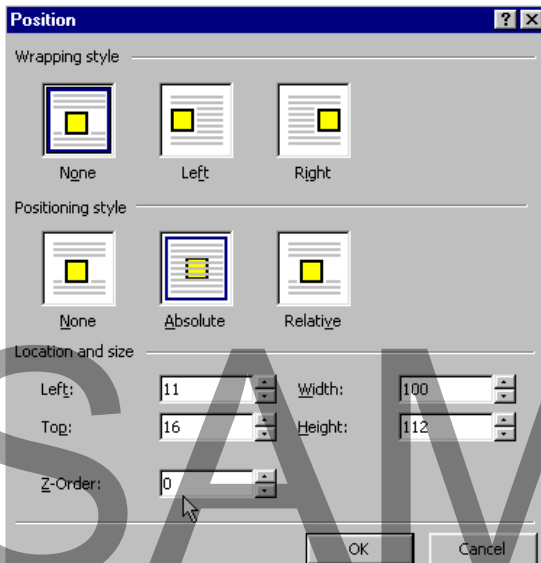 Position
Wrapping style
None Left Right
Positioning style
None Absolute Relative
Location and size
Left: 11 Width: 100
Top: 16 Height: 112
Z-Order: 0
OK Cancel
SAM